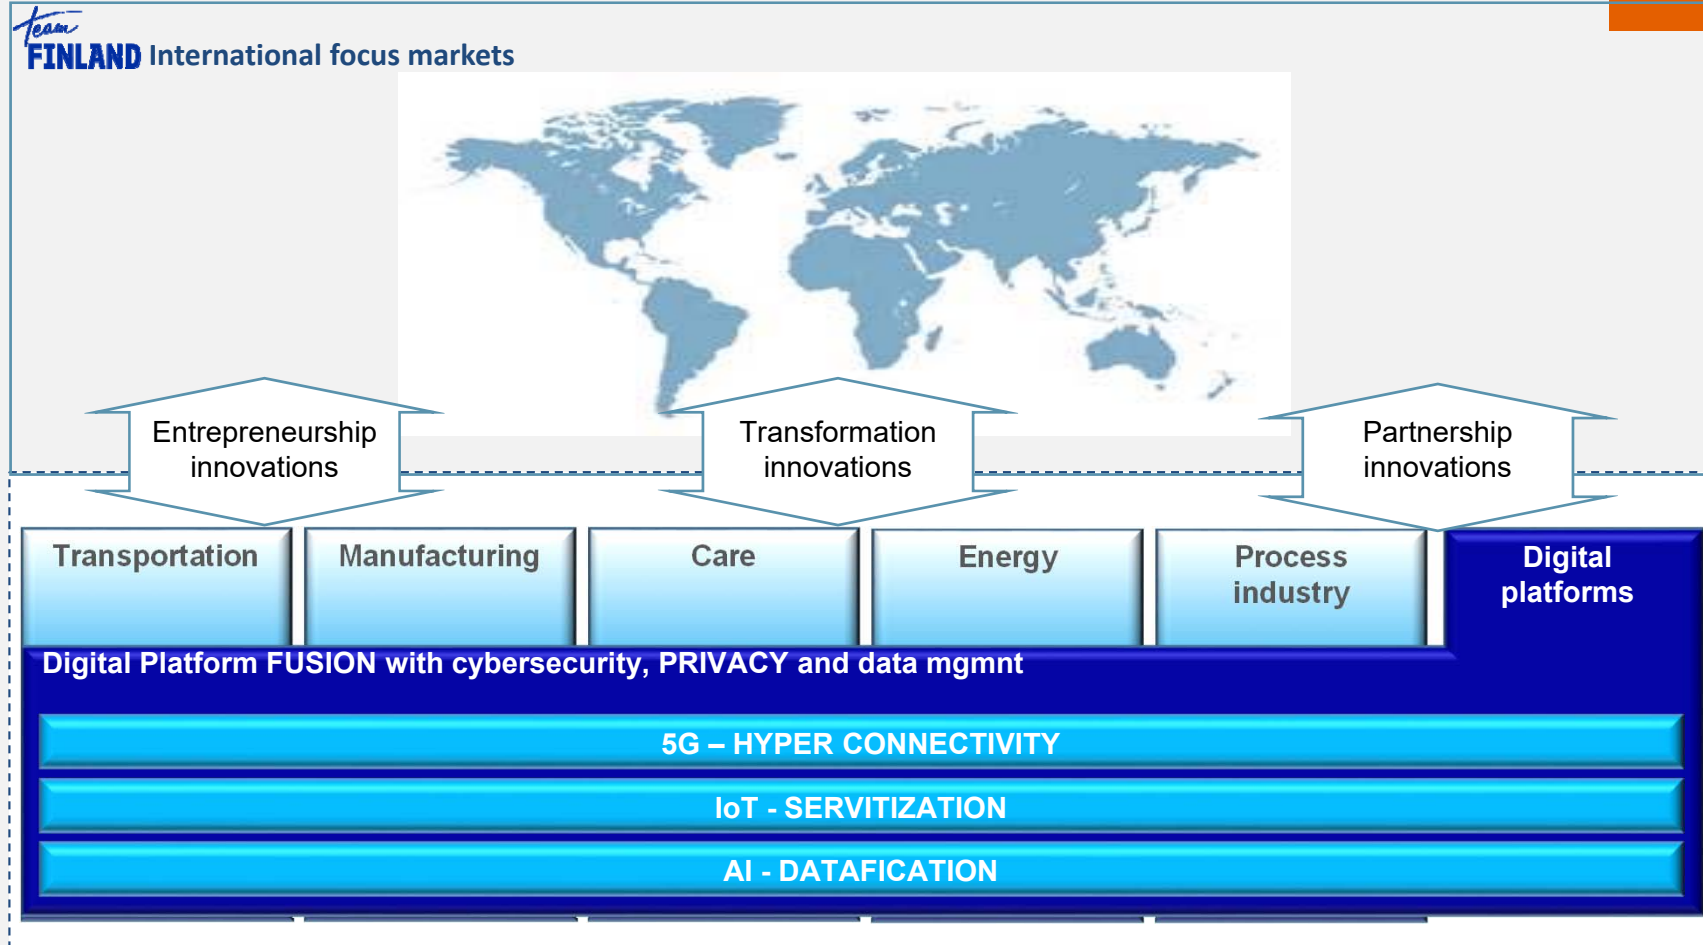 team
FINLAND International focus markets
Entrepreneurship
innovations
Transformation
innovations
Partnership
innovations
Transportation
Manufacturing
Care
Energy
Process
industry
Digital
platforms
Digital Platform FUSION with cybersecurity, PRIVACY and data mgmnt
5G – HYPER CONNECTIVITY
IoT - SERVITIZATION
AI - DATAFICATION